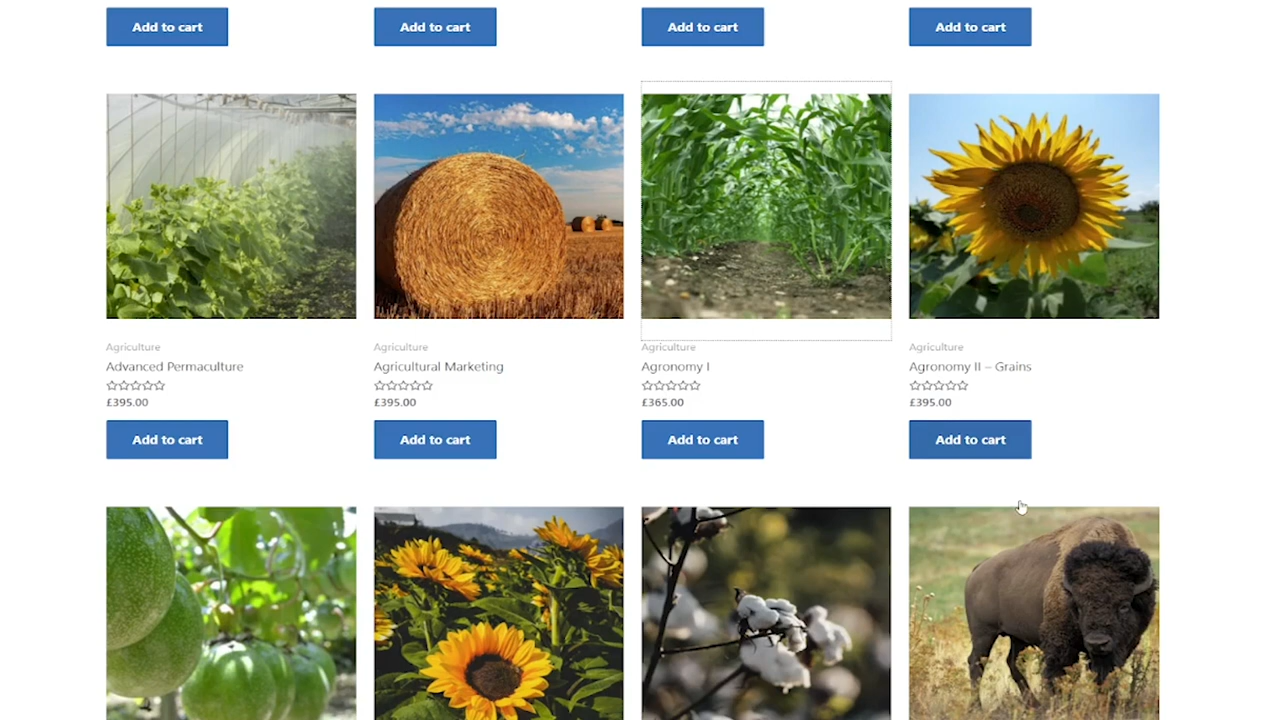 Add to cart
Add to cart
Add to cart
Add to cart
Agriculture
Advanced Permaculture
£395.00
Add to cart
Agriculture
Agricultural Marketing
£395.00
Add to cart
Agriculture
Agronomy I
£365.00
Add to cart
Agriculture
Agronomy II – Grains
£395.00
Add to cart